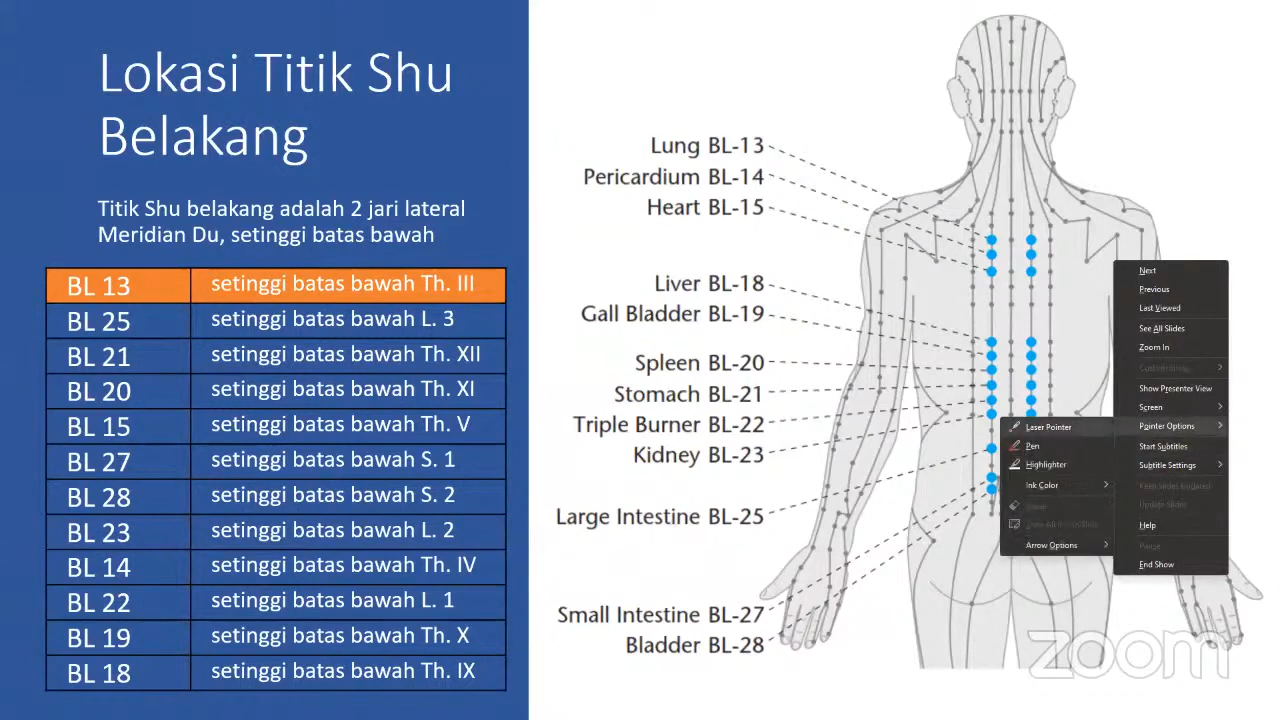 Lokasi Titik Shu
Belakang
Titik Shu belakang adalah 2 jari lateral
Meridian Du, setinggi batas bawah
BL 13 setinggi batas bawah Th. III
BL 25 setinggi batas bawah L. 3
BL 21 setinggi batas bawah Th. XII
BL 20 setinggi batas bawah Th. XI
BL 15 setinggi batas bawah Th. V
BL 27 setinggi batas bawah S. 1
BL 28 setinggi batas bawah S. 2
BL 23 setinggi batas bawah L. 2
BL 14 setinggi batas bawah Th. IV
BL 22 setinggi batas bawah L. 1
BL 19 setinggi batas bawah Th. X
BL 18 setinggi batas bawah Th. IX
Lung BL-13
Pericardium BL-14
Heart BL-15
Liver BL-18
Gall Bladder BL-19
Spleen BL-20
Stomach BL-21
Triple Burner BL-22
Kidney BL-23
Large Intestine BL-25
Small Intestine BL-27
Bladder BL-28
Laser Pointer
Pen
Highlighter
Ink Color
Arrow Options
Next
Previous
Last Viewed
See All Slides
Zoom In
Show Presenter View
Screen
Pointer Options
Start Subtitles
Subtitle Settings
Keep Slides Updated
Update Slides
Help
Pause
End Show
zoom